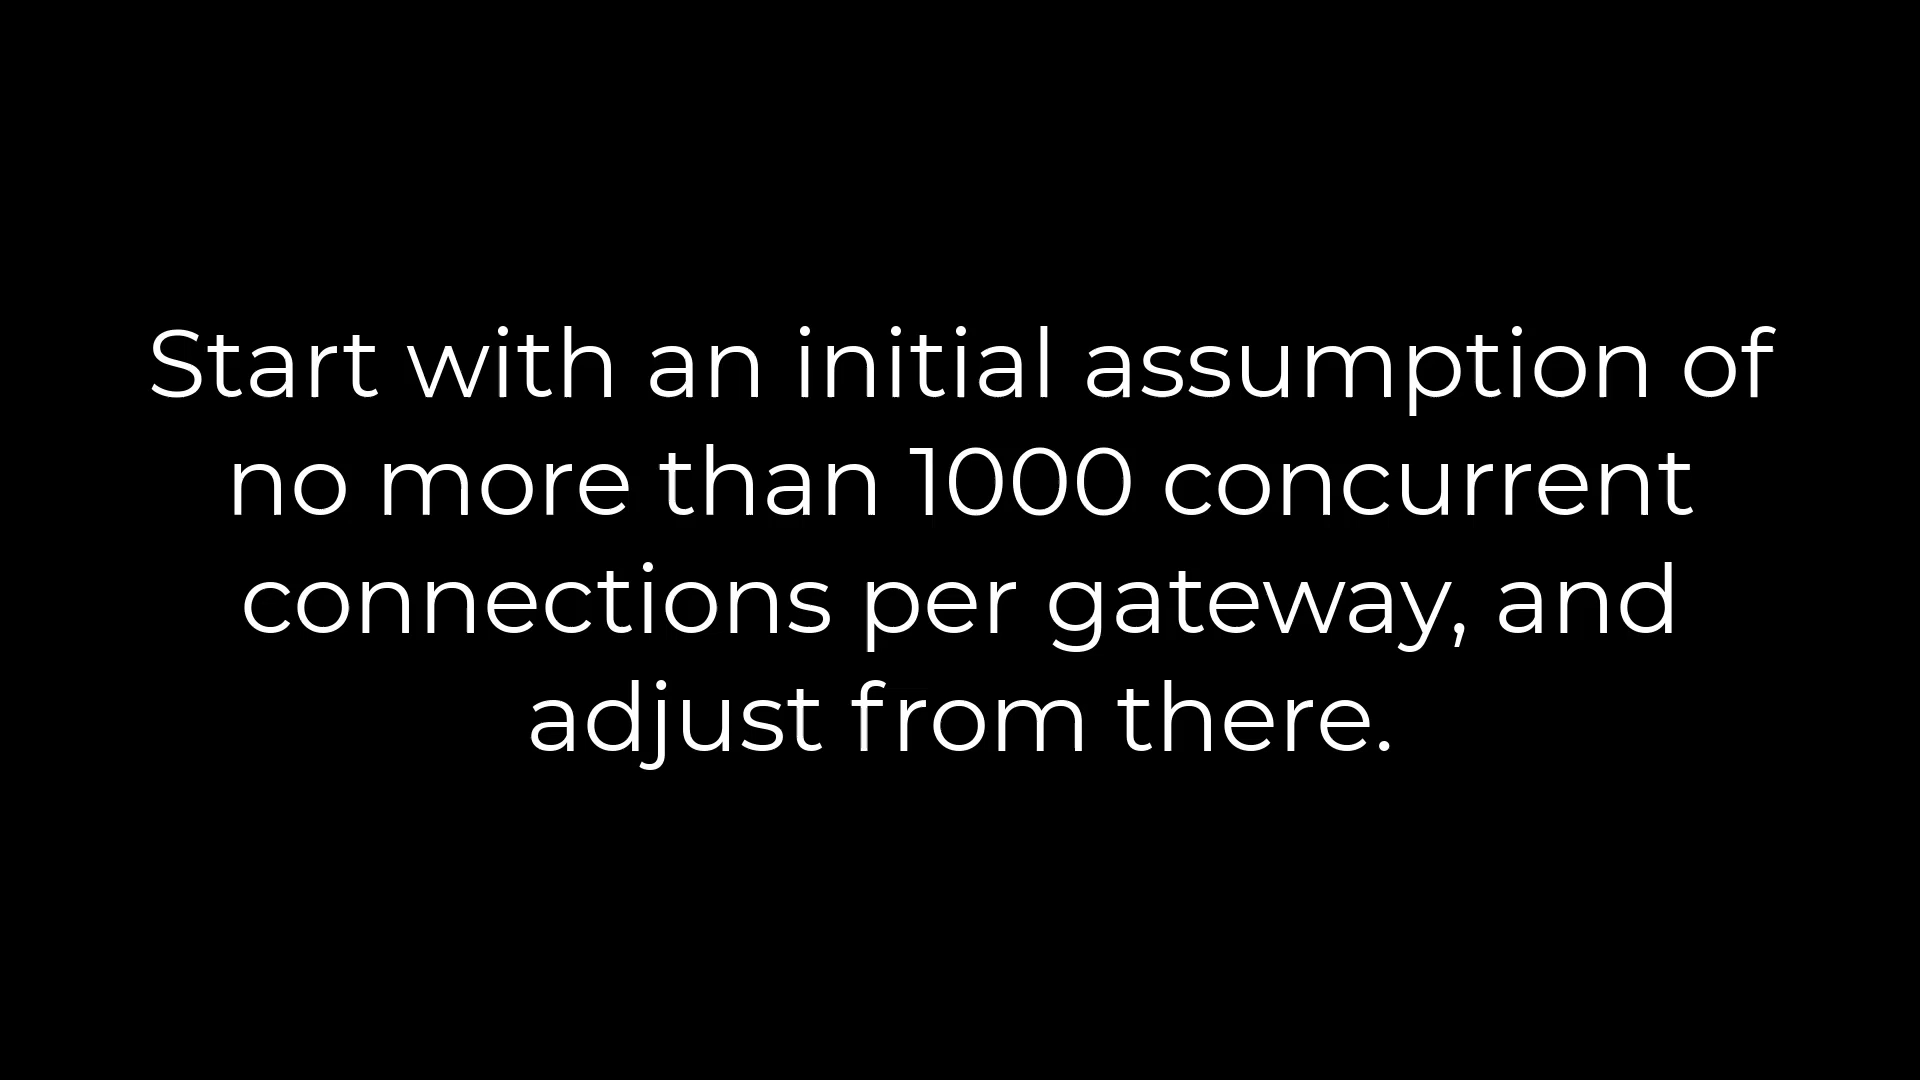 Start with an initial assumption of
no more than 1000 concurrent
connections per gateway, and
adjust from there.